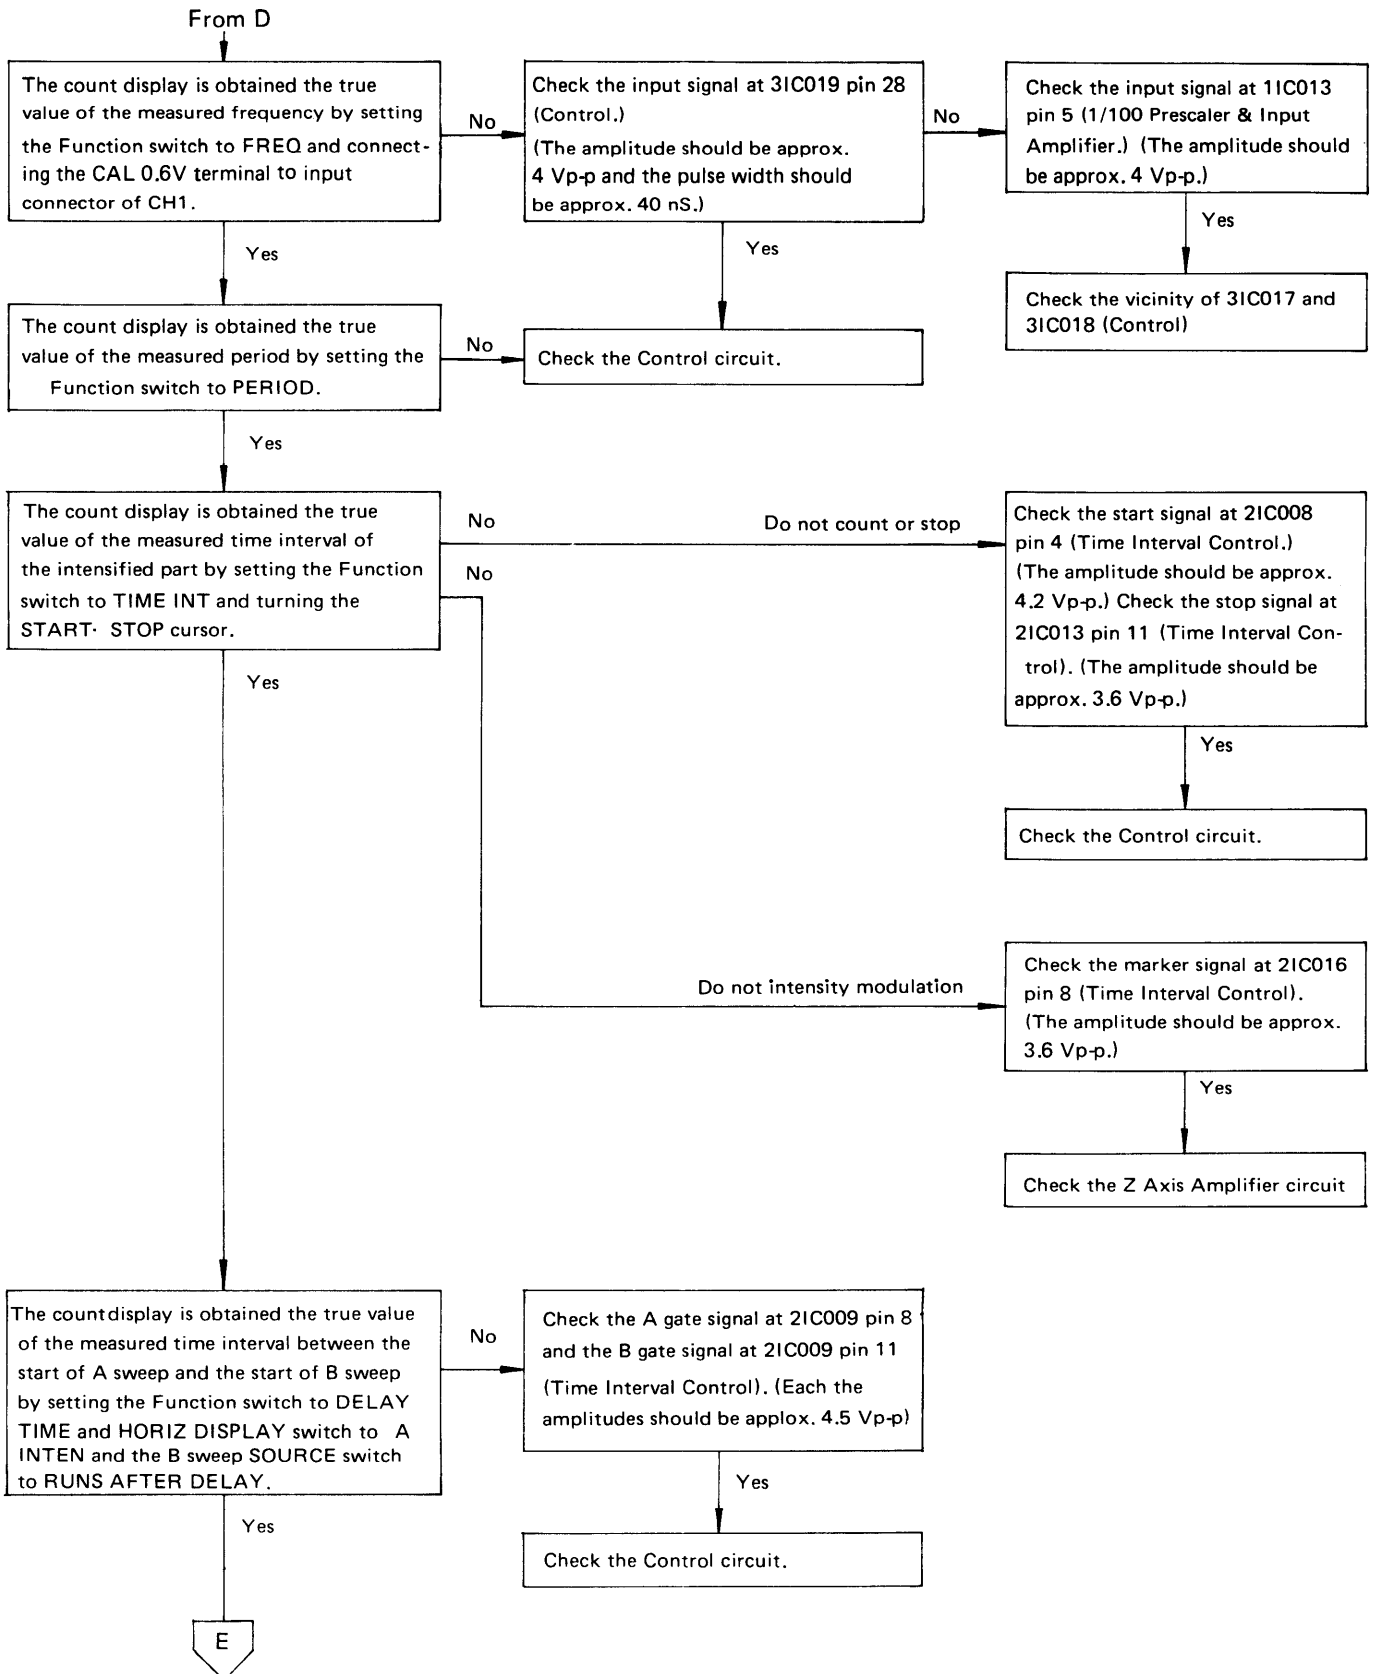 From D
The count display is obtained the true
value of the measured frequency by setting
the Function switch to FREQ and connect-
ing the CAL 0.6V terminal to input
connector of CH1.
No
Check the input signal at 3IC019 pin 28
(Control.)
(The amplitude should be approx.
4 Vp-p and the pulse width should
be approx. 40 nS.)
No
Check the input signal at 1IC013
pin 5 (1/100 Prescaler & Input
Amplifier.) (The amplitude should
be approx. 4 Vp-p.)
Yes
Yes
Yes
Check the vicinity of 3IC017 and
3IC018 (Control)
The count display is obtained the true
value of the measured period by setting the
Function switch to PERIOD.
No
Check the Control circuit.
Yes
The count display is obtained the true
value of the measured time interval of
the intensified part by setting the Function
switch to TIME INT and turning the
START· STOP cursor.
No
Do not count or stop
No
Check the start signal at 2IC008
pin 4 (Time Interval Control.)
(The amplitude should be approx.
4.2 Vp-p.) Check the stop signal at
2IC013 pin 11 (Time Interval Con-
trol). (The amplitude should be
approx. 3.6 Vp-p.)
Yes
Yes
Check the Control circuit.
Do not intensity modulation
Check the marker signal at 2IC016
pin 8 (Time Interval Control).
(The amplitude should be approx.
3.6 Vp-p.)
Yes
Check the Z Axis Amplifier circuit
The countdisplay is obtained the true value
of the measured time interval between the
start of A sweep and the start of B sweep
by setting the Function switch to DELAY
TIME and HORIZ DISPLAY switch to A
INTEN and the B sweep SOURCE switch
to RUNS AFTER DELAY.
No
Check the A gate signal at 2IC009 pin 8
and the B gate signal at 2IC009 pin 11
(Time Interval Control). (Each the
amplitudes should be applox. 4.5 Vp-p)
Yes
Yes
Check the Control circuit.
E